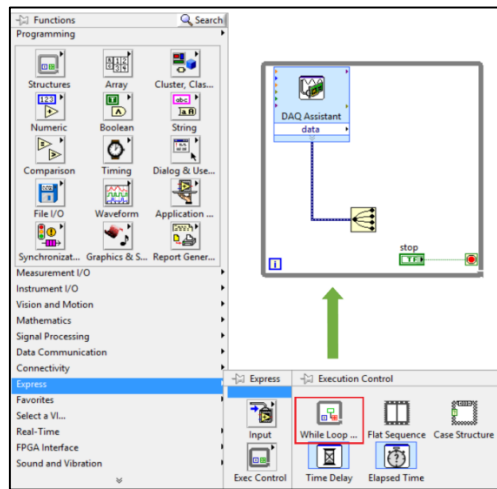 Functions
Search
Programming
Structures
Array
Cluster, Clas...
Numeric
Boolean
String
Comparison
Timing
Dialog & Use...
File I/O
Waveform
Application ...
Synchronizat...
Graphics & S...
Report Gener...
Measurement I/O
Instrument I/O
Vision and Motion
Mathematics
Signal Processing
Data Communication
Connectivity
Express
Favorites
Select a VI...
Real-Time
FPGA Interface
Sound and Vibration
DAQ Assistant
data
stop
TF
i
Express
Execution Control
Input
While Loop ...
Flat Sequence
Case Structure
Exec Control
Time Delay
Elapsed Time